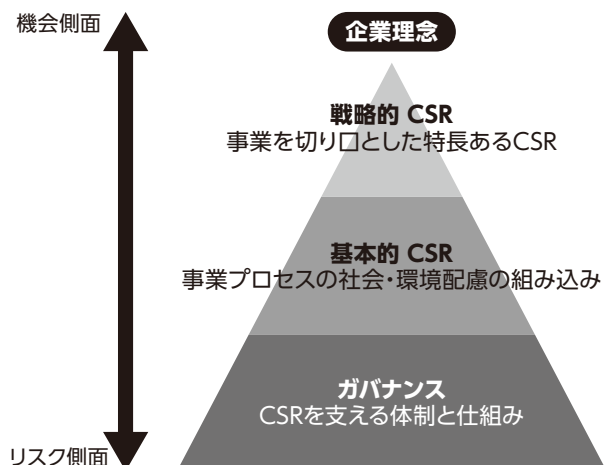 機会側面
企業理念
戦略的 CSR
事業を切り口とした特長あるCSR
基本的 CSR
事業プロセスの社会・環境配慮の組み込み
ガバナンス
CSRを支える体制と仕組み
リスク側面